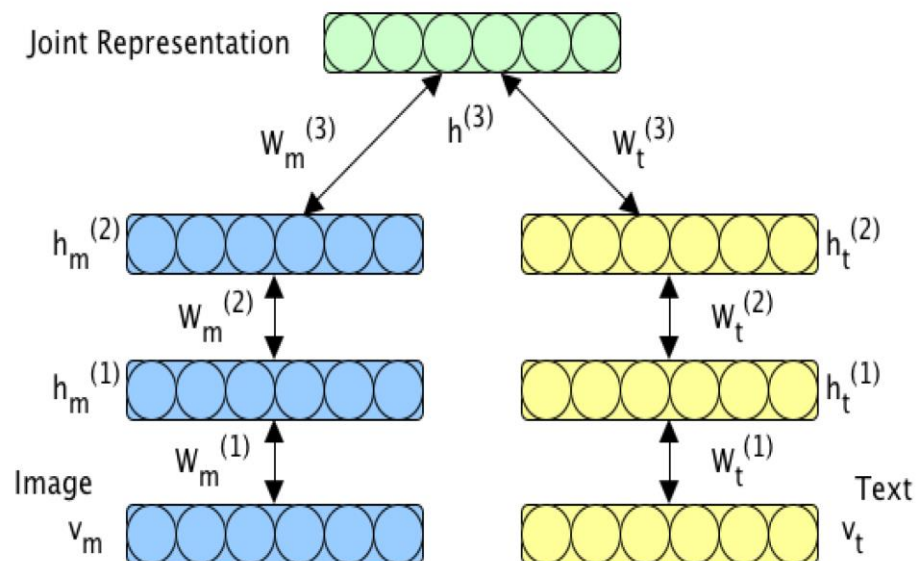 Joint Representation
W_m^(3)
h^(3)
W_t^(3)
h_m^(2)
h_t^(2)
W_m^(2)
W_t^(2)
h_m^(1)
h_t^(1)
W_m^(1)
W_t^(1)
Image
Text
v_m
v_t